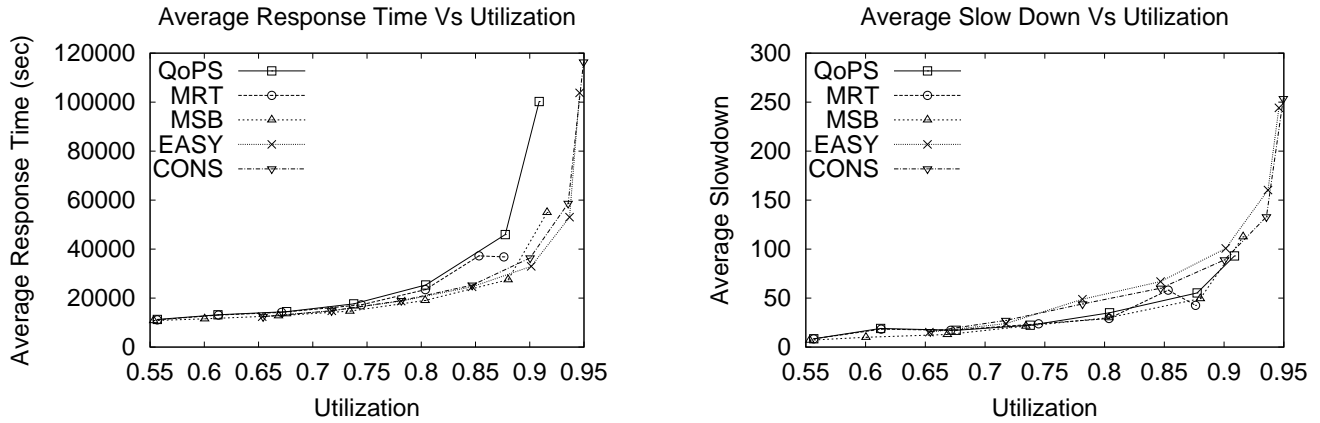 Average Response Time Vs Utilization
Average Response Time (sec)
120000
100000
80000
60000
40000
20000
0
QoPS
MRT
MSB
EASY
CONS
0.55 0.6 0.65 0.7 0.75 0.8 0.85 0.9 0.95
Utilization
Average Slow Down Vs Utilization
Average Slowdown
300
250
200
150
100
50
0
QoPS
MRT
MSB
EASY
CONS
0.55 0.6 0.65 0.7 0.75 0.8 0.85 0.9 0.95
Utilization